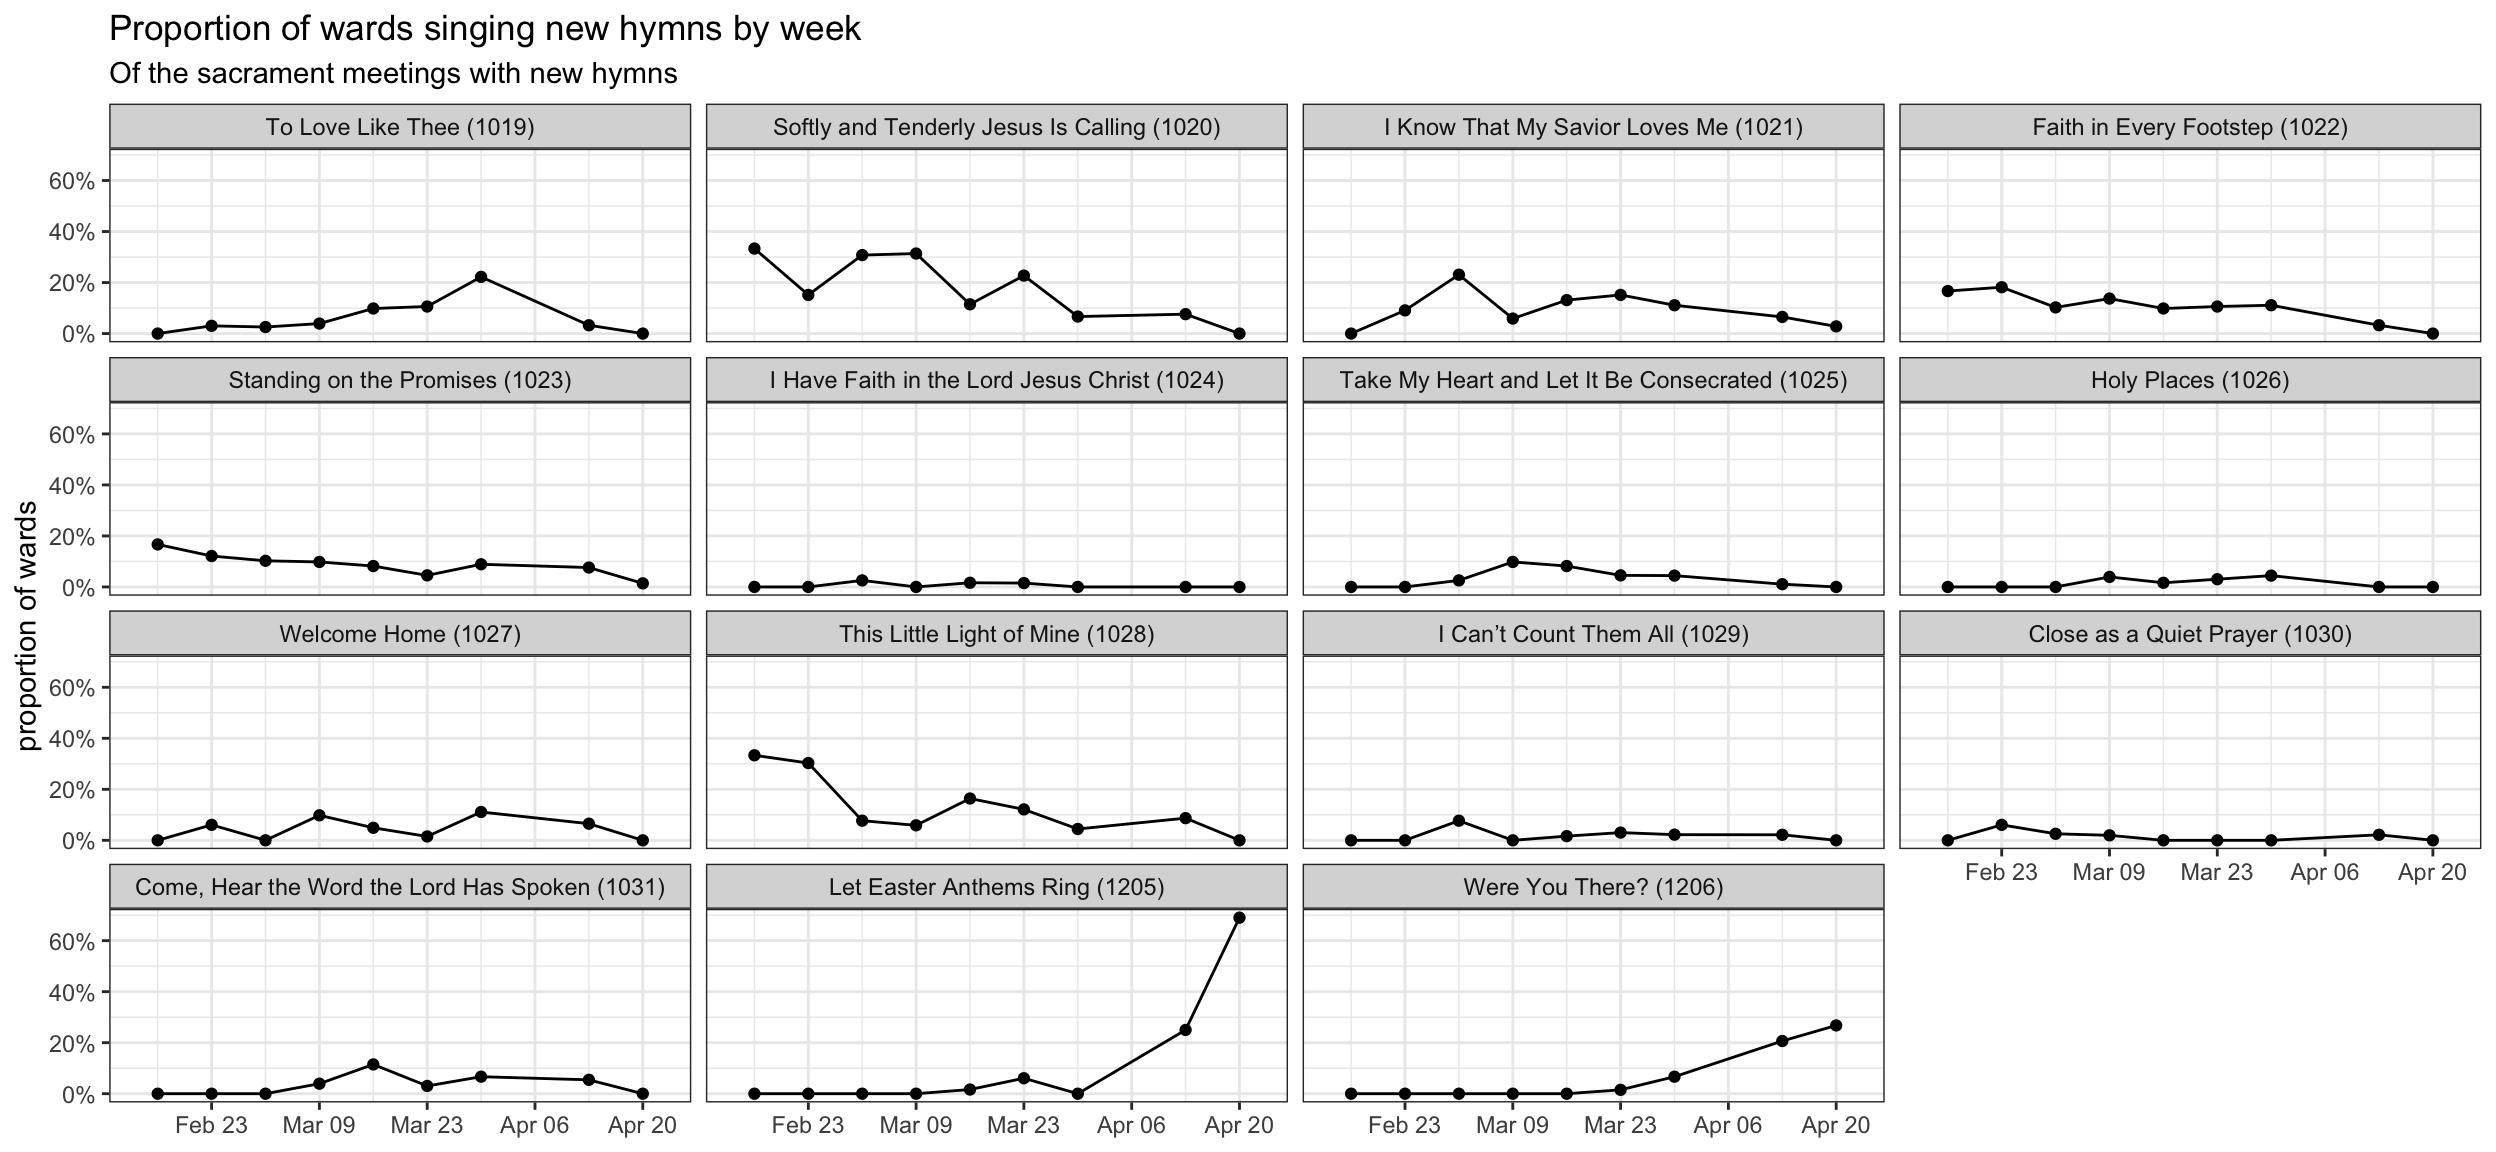 Proportion of wards singing new hymns by week
Of the sacrament meetings with new hymns
To Love Like Thee (1019)
Softly and Tenderly Jesus Is Calling (1020)
I Know That My Savior Loves Me (1021)
Faith in Every Footstep (1022)
60%
40%
20%
0%
Standing on the Promises (1023)
I Have Faith in the Lord Jesus Christ (1024)
Take My Heart and Let It Be Consecrated (1025)
Holy Places (1026)
60%
40%
20%
0%
proportion of wards
Welcome Home (1027)
This Little Light of Mine (1028)
I Can’t Count Them All (1029)
Close as a Quiet Prayer (1030)
60%
40%
20%
0%
Feb 23 Mar 09 Mar 23 Apr 06 Apr 20
Come, Hear the Word the Lord Has Spoken (1031)
Let Easter Anthems Ring (1205)
Were You There? (1206)
60%
40%
20%
0%
Feb 23 Mar 09 Mar 23 Apr 06 Apr 20
Feb 23 Mar 09 Mar 23 Apr 06 Apr 20
Feb 23 Mar 09 Mar 23 Apr 06 Apr 20